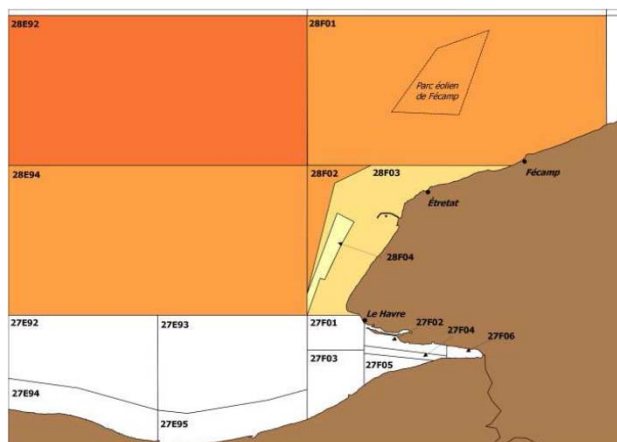 28E92
28F01
Parc éolien
de Fécamp
28E94
28F02
28F03
Fécamp
Étretat
28F04
27E92
27E93
27F01
Le Havre
27F02
27F04
27F06
27F03
27F05
27E94
27E95